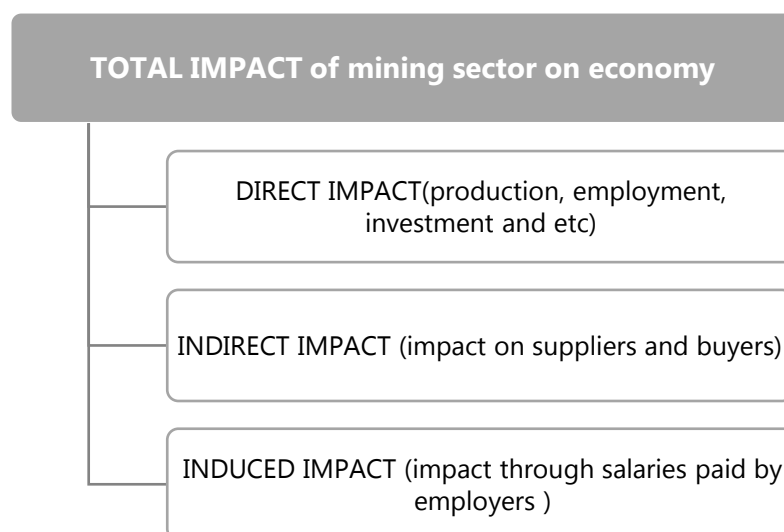 TOTAL IMPACT of mining sector on economy
DIRECT IMPACT(production, employment,
investment and etc)
INDIRECT IMPACT (impact on suppliers and buyers)
INDUCED IMPACT (impact through salaries paid by
employers )